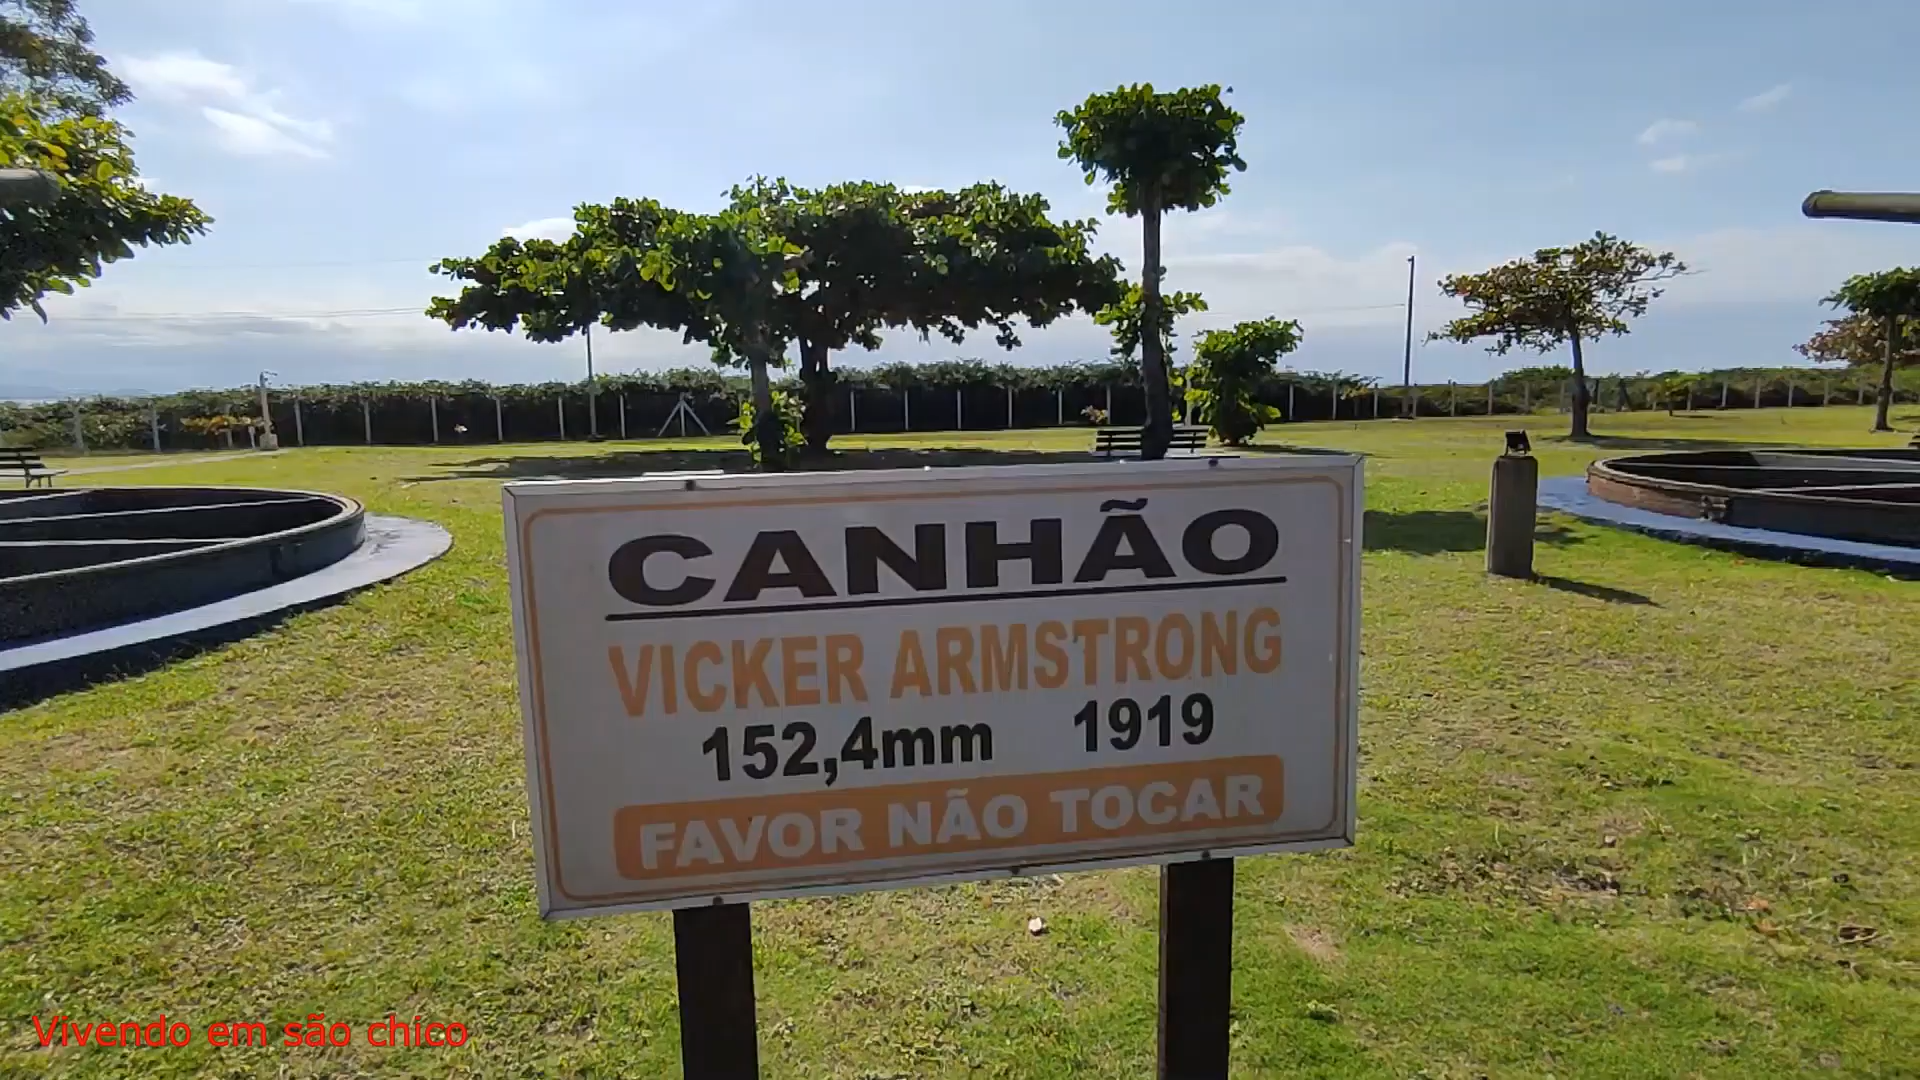 CANHÃO
VICKER ARMSTRONG
152,4mm 1919
FAVOR NÃO TOCAR
Vivendo em são chico